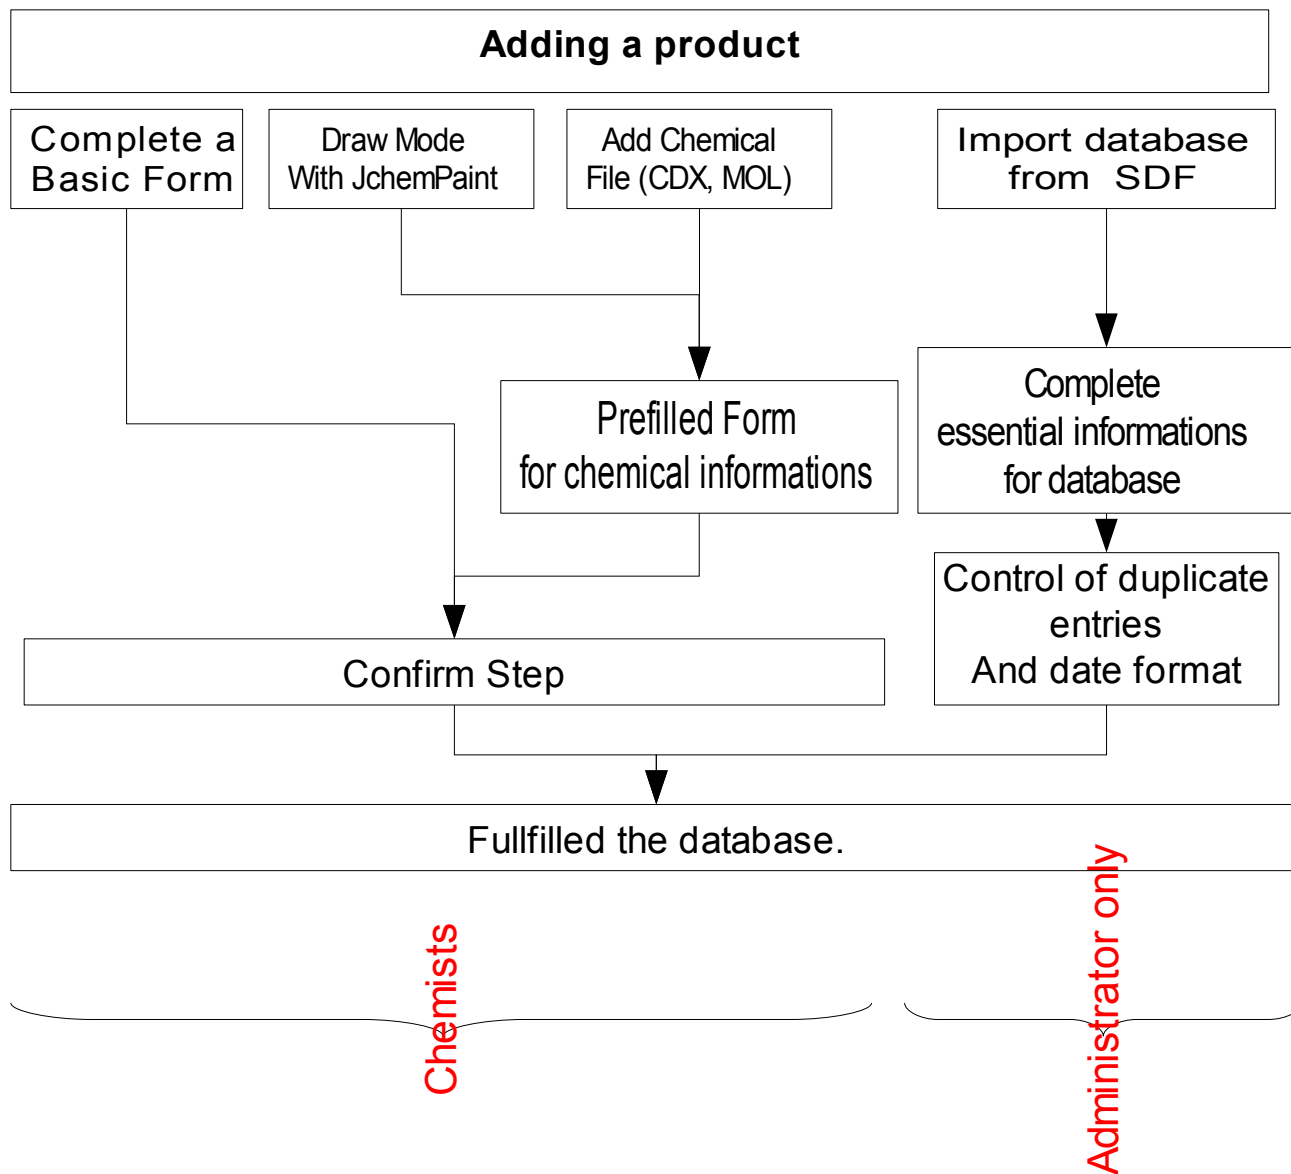 Adding a product
Complete a
Basic Form
Draw Mode
With JchemPaint
Add Chemical
File (CDX, MOL)
Import database
from SDF
Prefilled Form
for chemical informations
Complete
essential informations
for database
Control of duplicate
entries
And date format
Confirm Step
Fullfilled the database.
Chemists
Administrator only